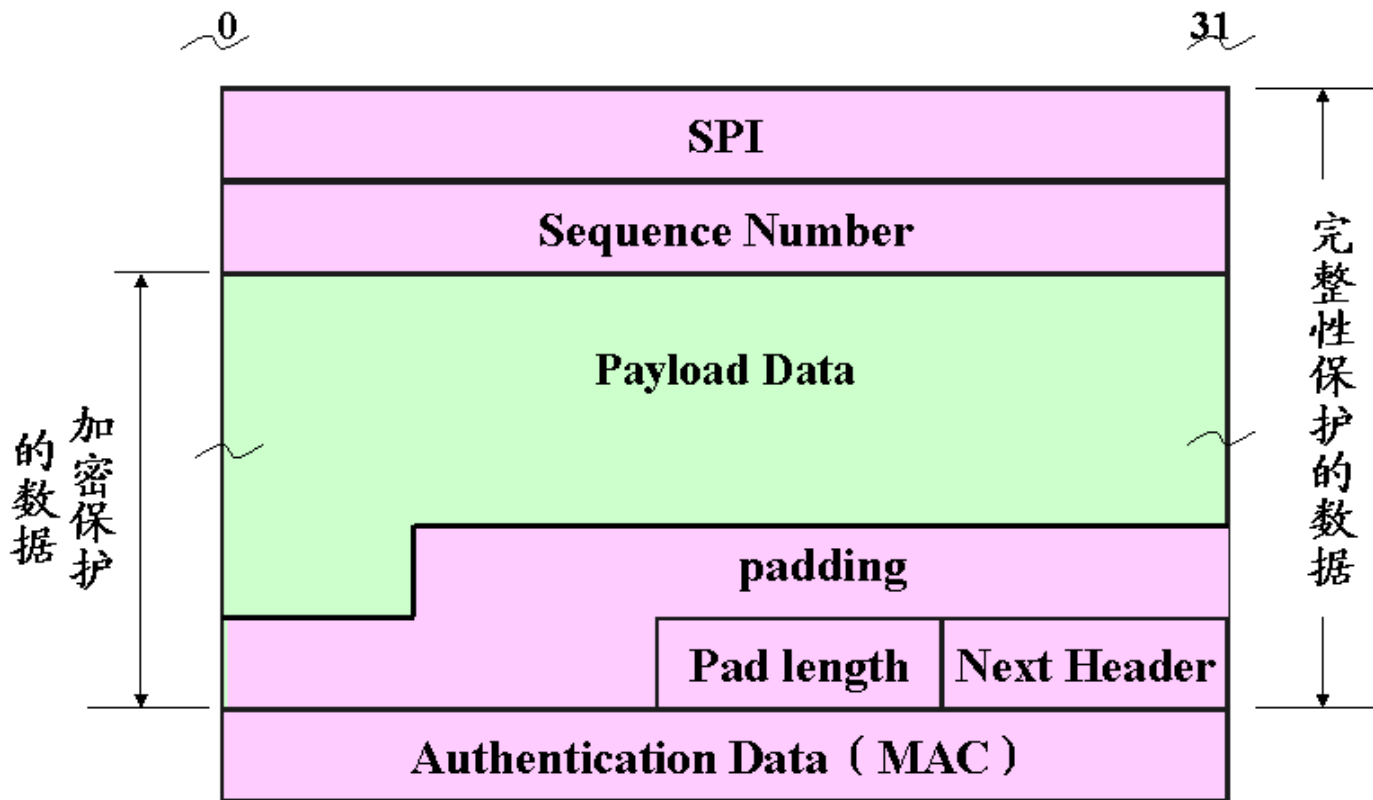 0
31
SPI
Sequence Number
Payload Data
padding
Pad length
Next Header
Authentication Data（MAC）
加密保护
的数据
完整性保护的数据